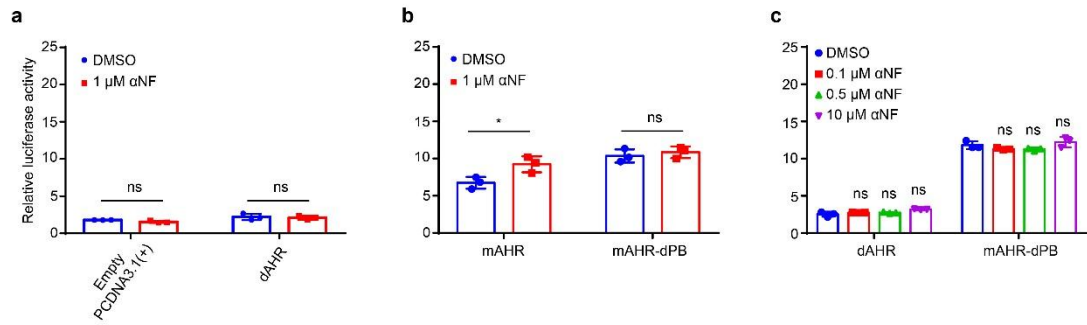 a
Relative luciferase activity
25
20
15
10
5
0
DMSO
1 µM αNF
ns
ns
Empty
PCDNA3.1(+)
dAHR
b
25
20
15
10
5
0
DMSO
1 µM αNF
*
ns
mAHR
mAHR-dPB
c
25
20
15
10
5
0
DMSO
0.1 µM αNF
0.5 µM αNF
10 µM αNF
ns ns ns
ns ns ns
dAHR
mAHR-dPB